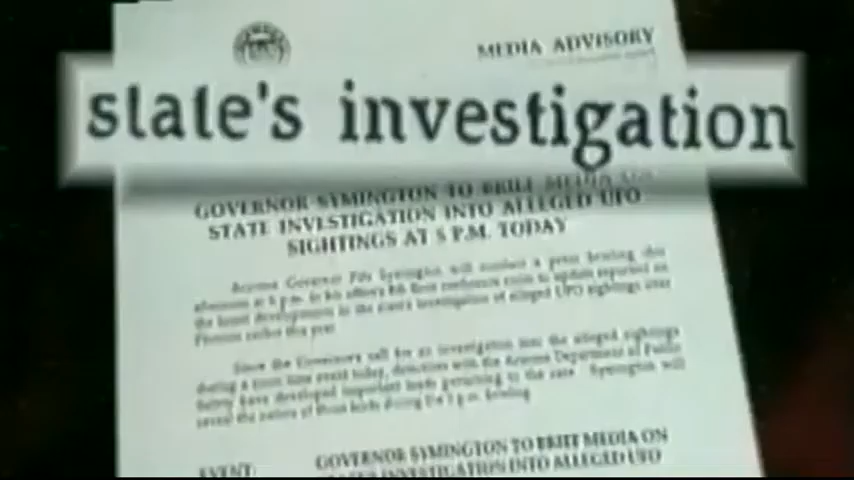 MEDIA ADVISORY
state's investigation
GOVERNOR SYMINGTON TO BRIEF MEDIA ON
STATE INVESTIGATION INTO ALLEGED UFO
SIGHTINGS AT 5 P.M. TODAY
Arizona Governor Fife Symington will conduct a press briefing this
afternoon at 5 p.m. in his office's 8th floor conference room to update reporters on
the latest developments in the state's investigation of alleged UFO sightings over
Phoenix earlier this year.
Since the Governor's call for an investigation into the alleged sightings
during a event today, detectives with the Arizona Department of Public
Safety have developed important leads pertaining to the case. Symington will
reveal the nature of those leads during the 5 p.m. briefing.
EVENT:
GOVERNOR SYMINGTON TO BRIEF MEDIA ON
STATE'S INVESTIGATION INTO ALLEGED UFO